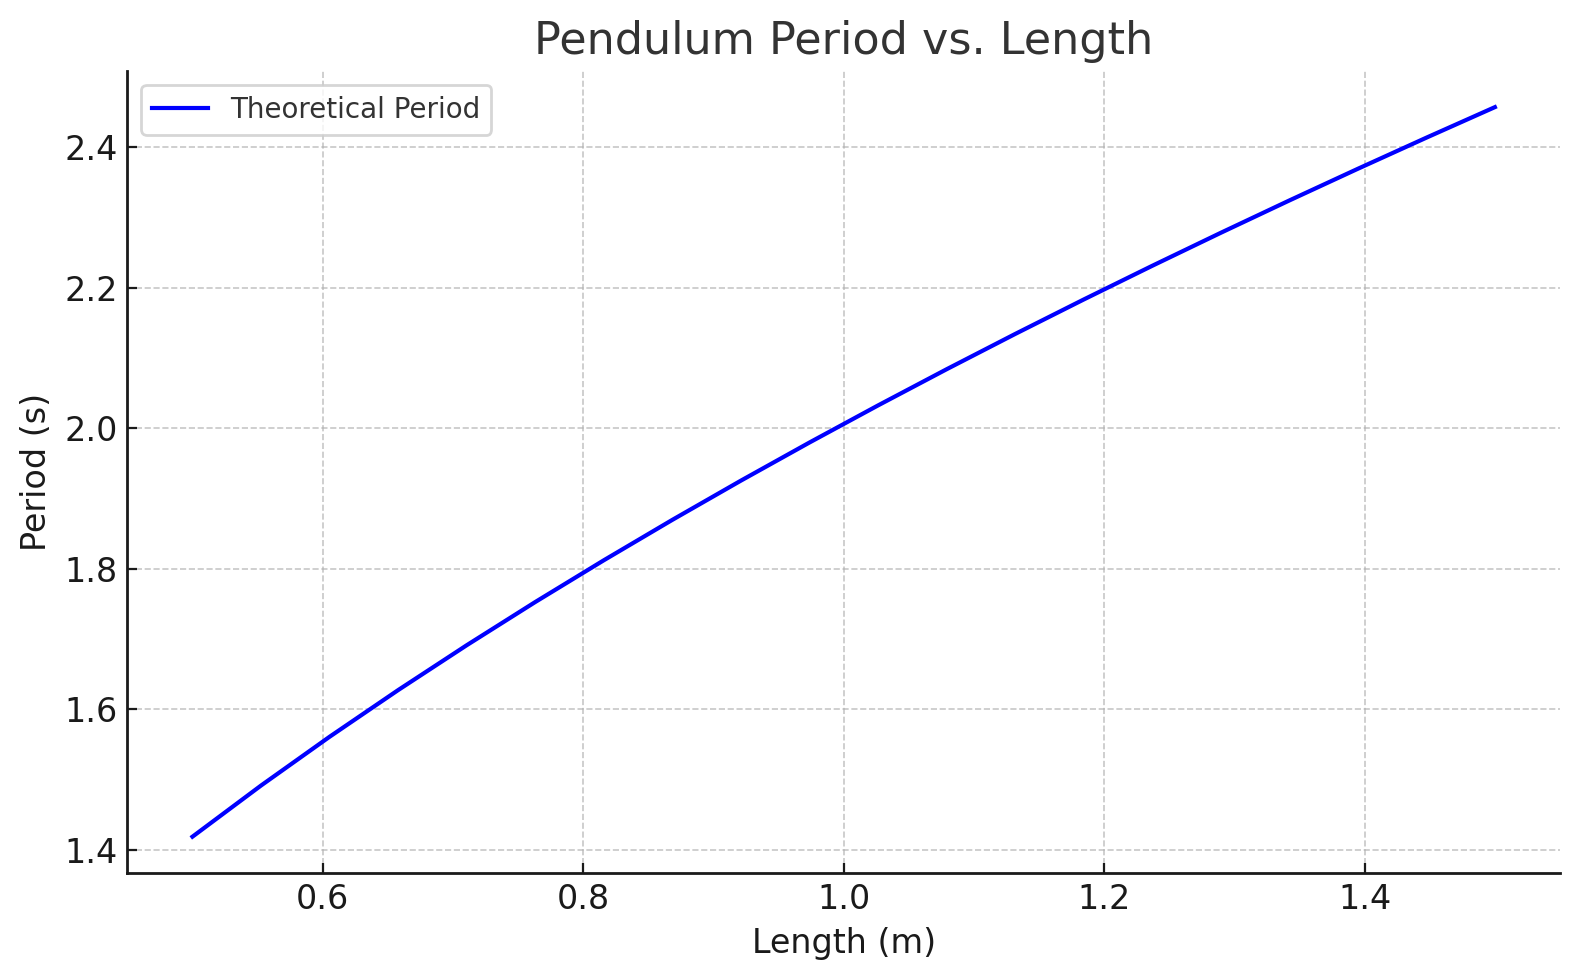 Pendulum Period vs. Length
Theoretical Period
2.4
2.2
2.0
1.8
1.6
1.4
Period (s)
0.6 0.8 1.0 1.2 1.4
Length (m)